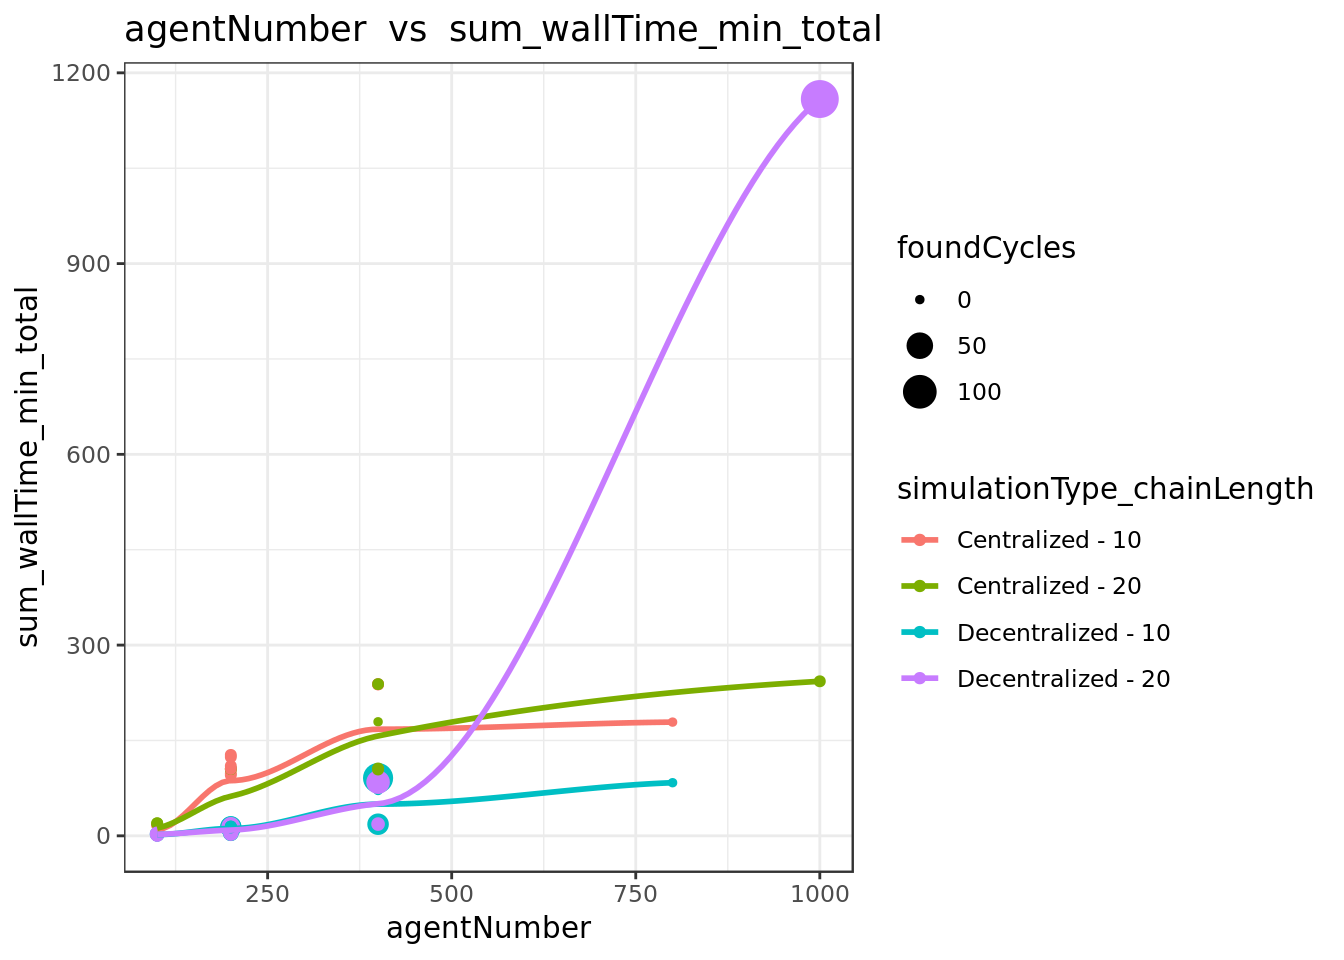 agentNumber  vs  sum_wallTime_min_total
1200
900
600
300
0
sum_wallTime_min_total
250 500 750 1000
agentNumber
foundCycles
0
50
100
simulationType_chainLength
Centralized - 10
Centralized - 20
Decentralized - 10
Decentralized - 20